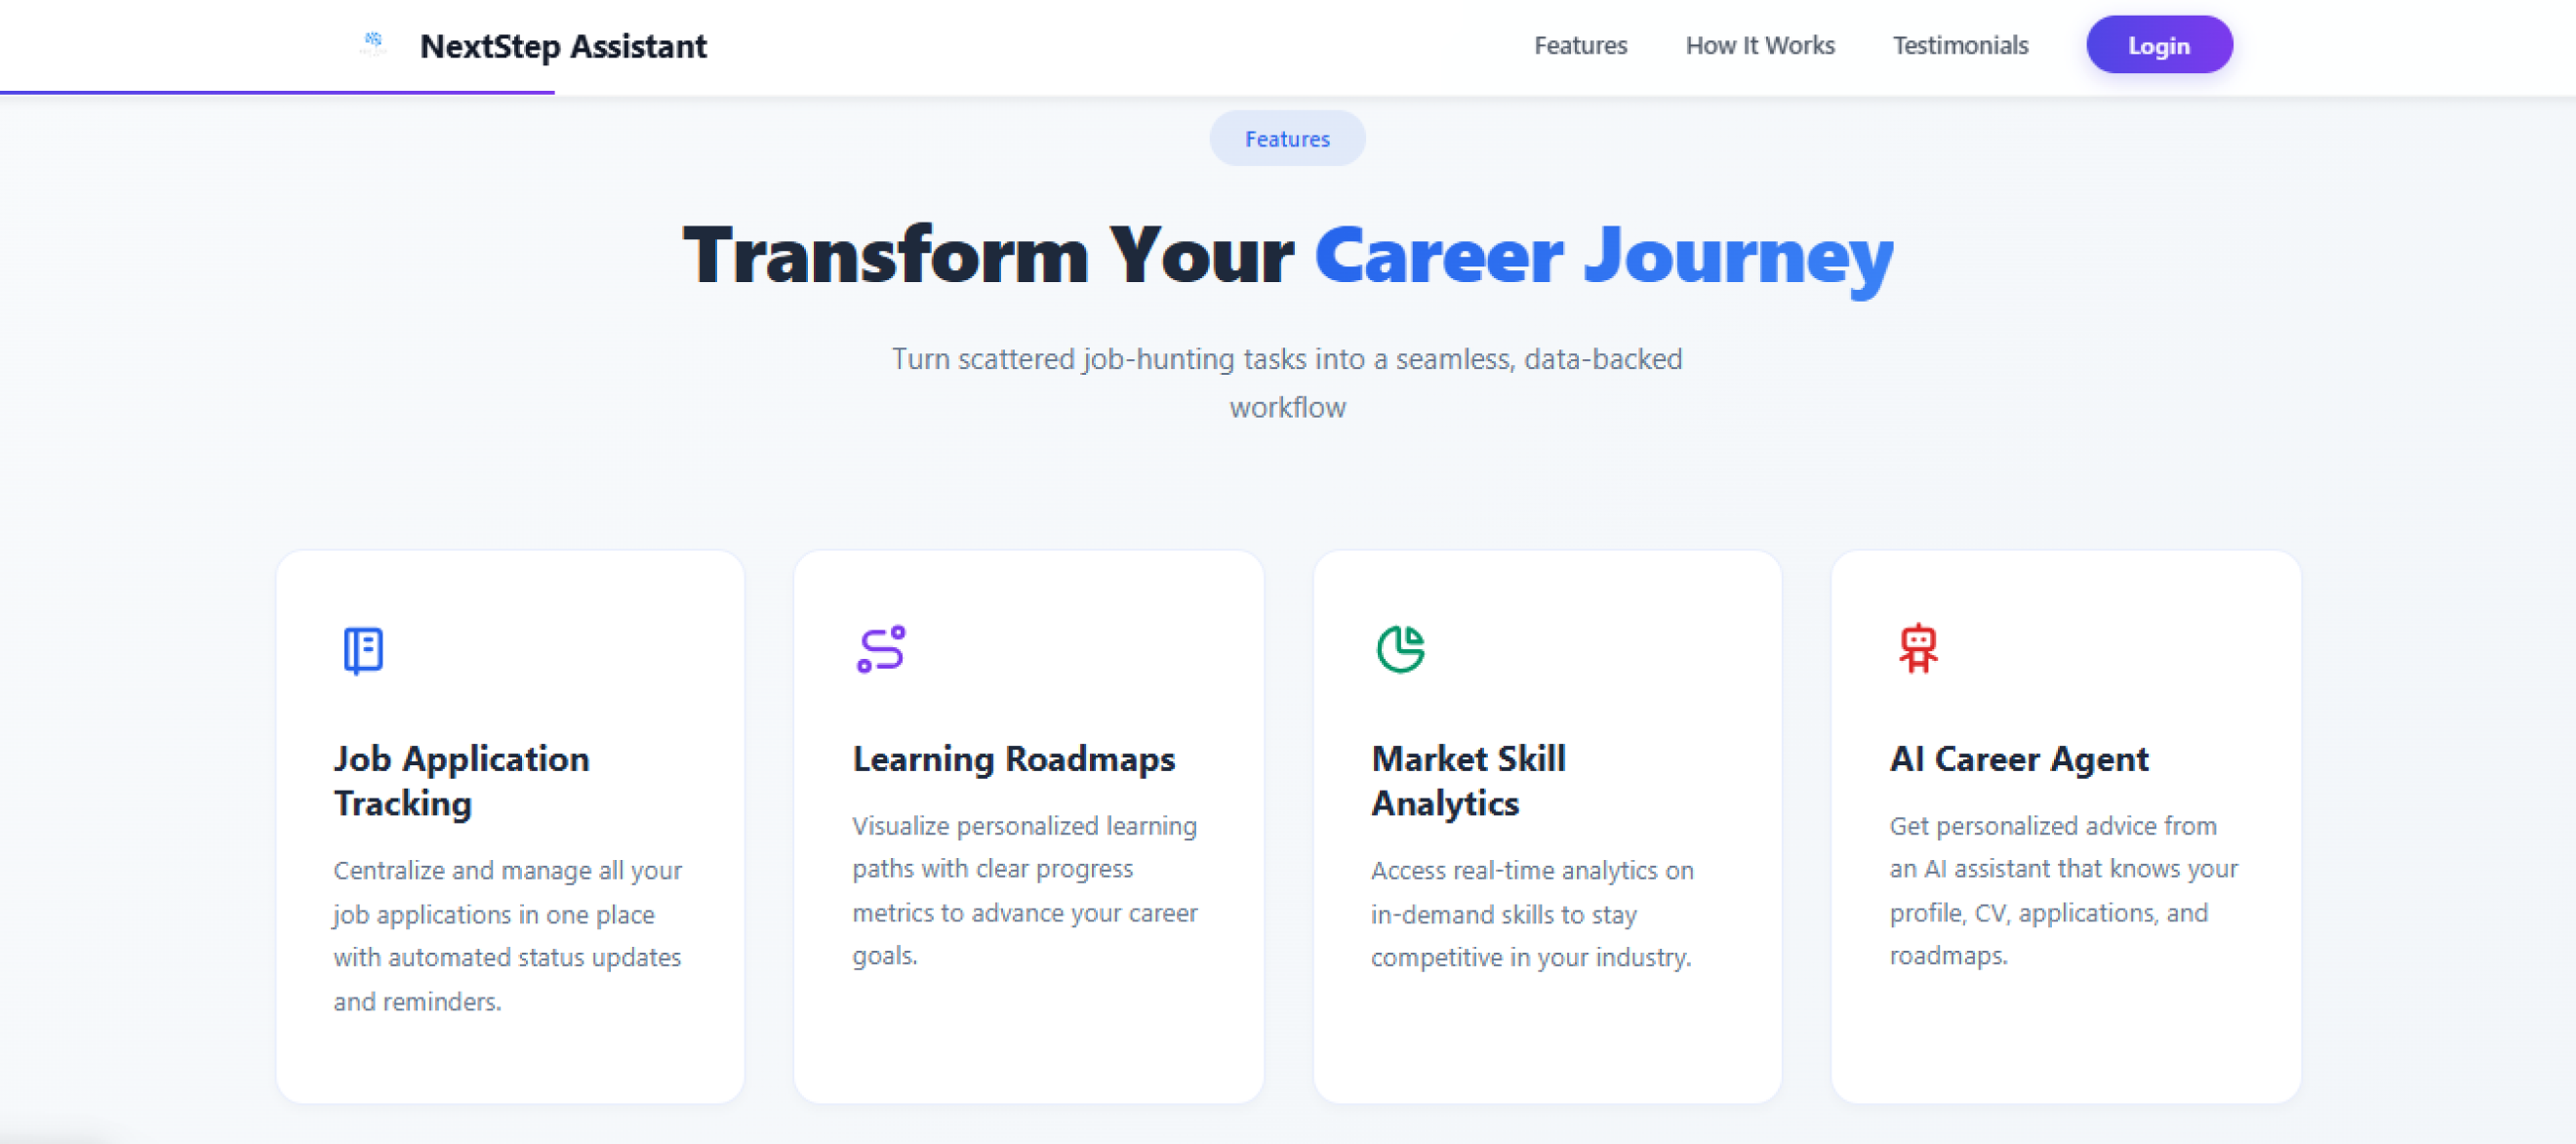 NextStep Assistant
Features
How It Works
Testimonials
Login
Features
Transform Your Career Journey
Turn scattered job-hunting tasks into a seamless, data-backed
workflow
Job Application
Tracking
Centralize and manage all your
job applications in one place
with automated status updates
and reminders.
Learning Roadmaps
Visualize personalized learning
paths with clear progress
metrics to advance your career
goals.
Market Skill
Analytics
Access real-time analytics on
in-demand skills to stay
competitive in your industry.
AI Career Agent
Get personalized advice from
an AI assistant that knows your
profile, CV, applications, and
roadmaps.